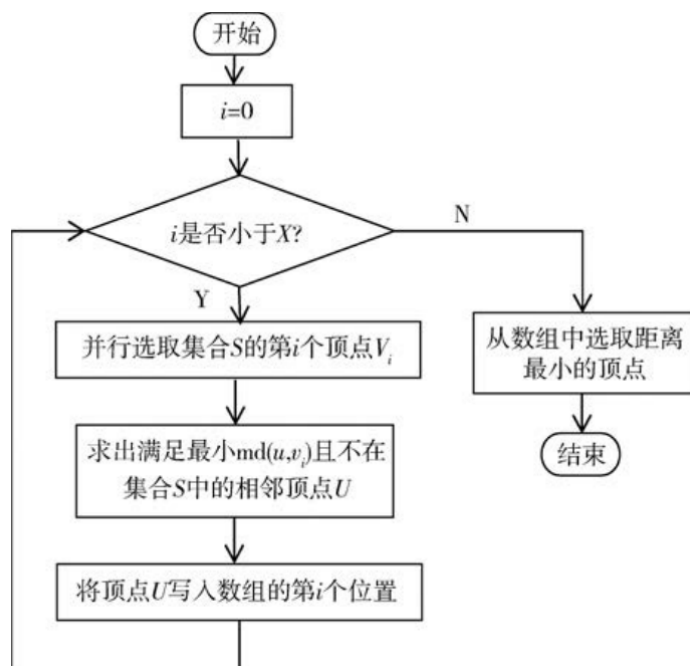 开始
i=0
i是否小于X?
N
Y
并行选取集合S的第i个顶点Vi
从数组中选取距离
最小的顶点
求出满足最小md(u,vi)且不在
集合S中的相邻顶点U
结束
将顶点U写入数组的第i个位置